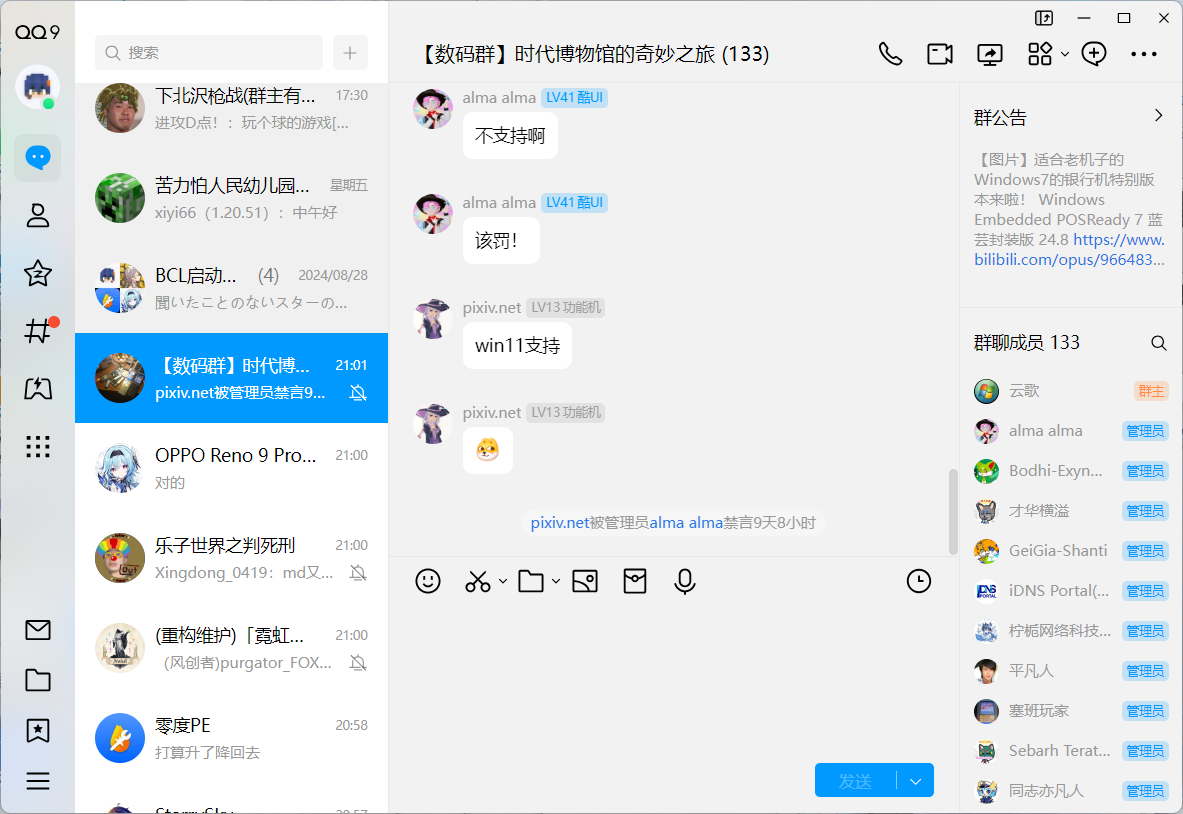 QQ9
搜索
下北沢枪战(群主有...
17:30
进攻D点！：玩个球的游戏[...
苦力怕人民幼儿园...
星期五
xiyi66（1.20.51）：中午好
BCL启动... (4)
2024/08/28
聞いたことのないスターの...
【数码群】时代博...
21:01
pixiv.net被管理员禁言9...
OPPO Reno 9 Pro...
21:00
对的
乐子世界之判死刑
21:00
Xingdong_0419：md又...
(重构维护)「霓虹...
21:00
（风创者)purgator_FOX...
零度PE
20:58
打算升了降回去
StarrySky
20:57
【数码群】时代博物馆的奇妙之旅 (133)
alma alma LV41 酷UI
不支持啊
alma alma LV41 酷UI
该罚！
pixiv.net LV13 功能机
win11支持
pixiv.net LV13 功能机
pixiv.net被管理员alma alma禁言9天8小时
发送
群公告
【图片】适合老机子的
Windows7的银行机特别版
本来啦！ Windows
Embedded POSReady 7 蓝
芸封装版 24.8 https://www.
bilibili.com/opus/966483...
群聊成员 133
云歌
群主
alma alma
管理员
Bodhi-Exyn...
管理员
才华横溢
管理员
GeiGia-Shanti
管理员
iDNS Portal(...
管理员
柠栀网络科技...
管理员
平凡人
管理员
塞班玩家
管理员
Sebarh Terat...
管理员
同志亦凡人
管理员